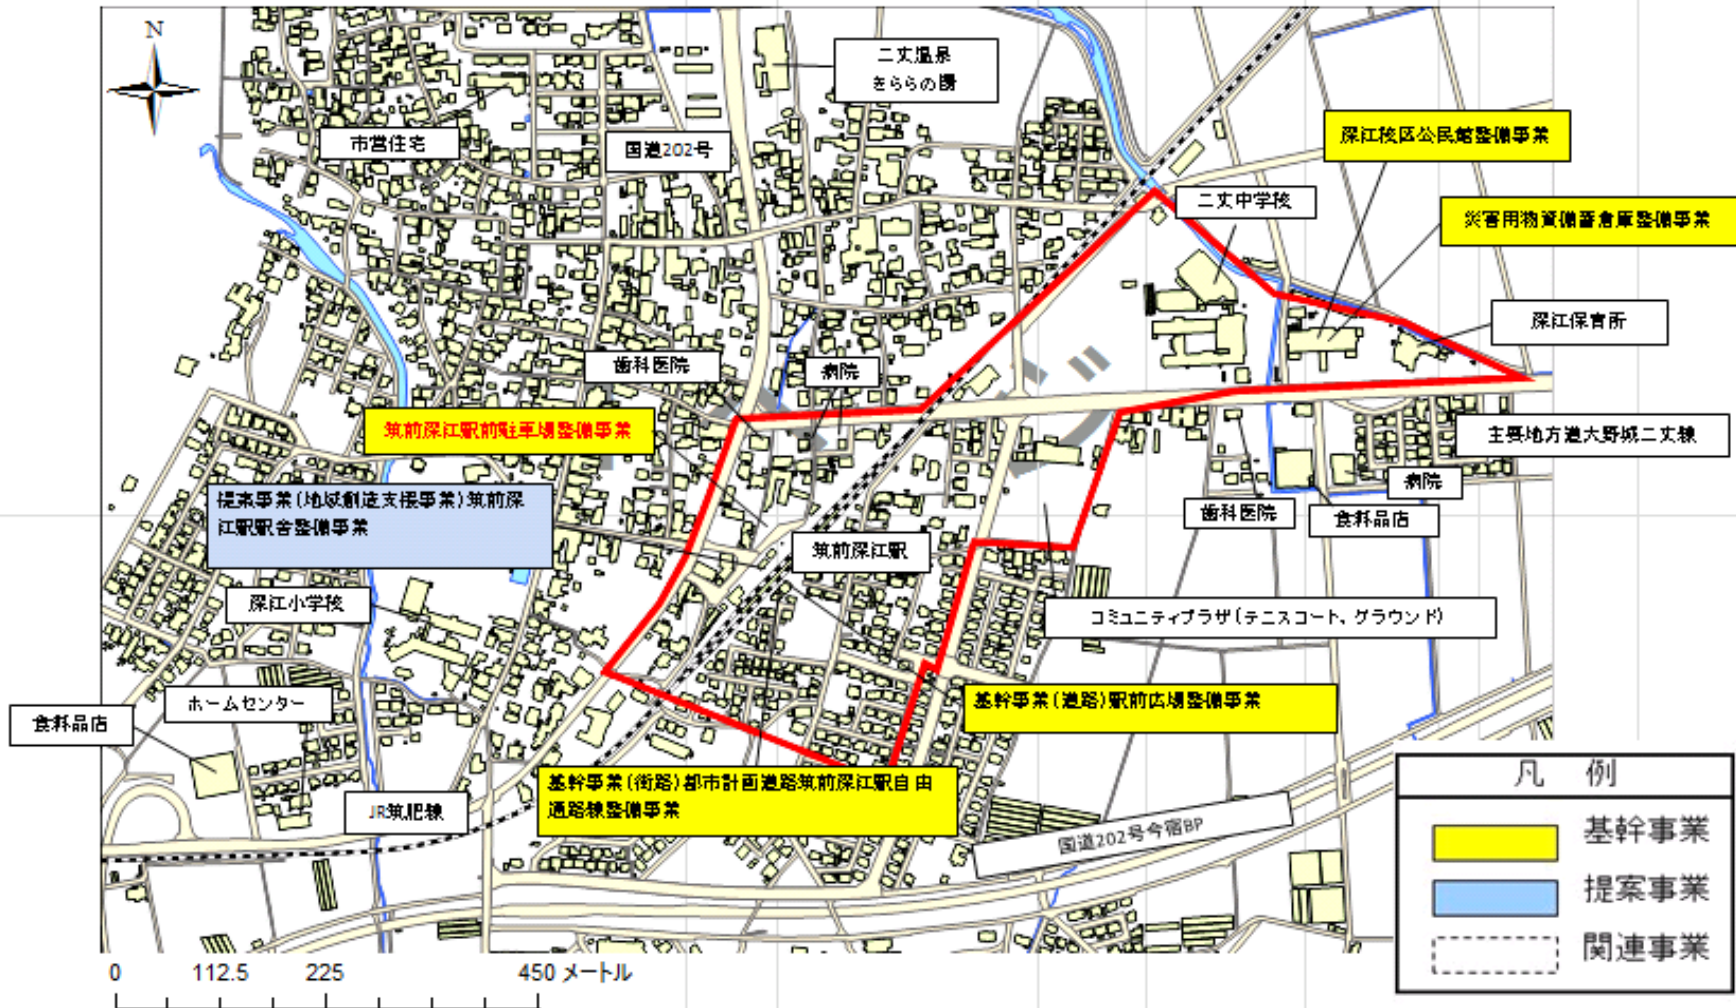 N
二丈温泉
きららの湯
市営住宅
国道202号
深江校区公民館整備事業
二丈中学校
災害用物資備蓄倉庫整備事業
深江保育所
歯科医院
病院
筑前深江駅前駐車場整備事業
主要地方道大野城二丈線
提案事業(地域創造支援事業)筑前深
江駅駅舎整備事業
病院
歯科医院
食料品店
筑前深江駅
深江小学校
コミュニティプラザ(テニスコート、グラウンド)
ホームセンター
食料品店
基幹事業(道路)駅前広場整備事業
基幹事業(街路)都市計画道路筑前深江駅自由
通路線整備事業
JR筑肥線
国道202号今宿BP
凡 例
基幹事業
提案事業
関連事業
0 112.5 225 450 メートル